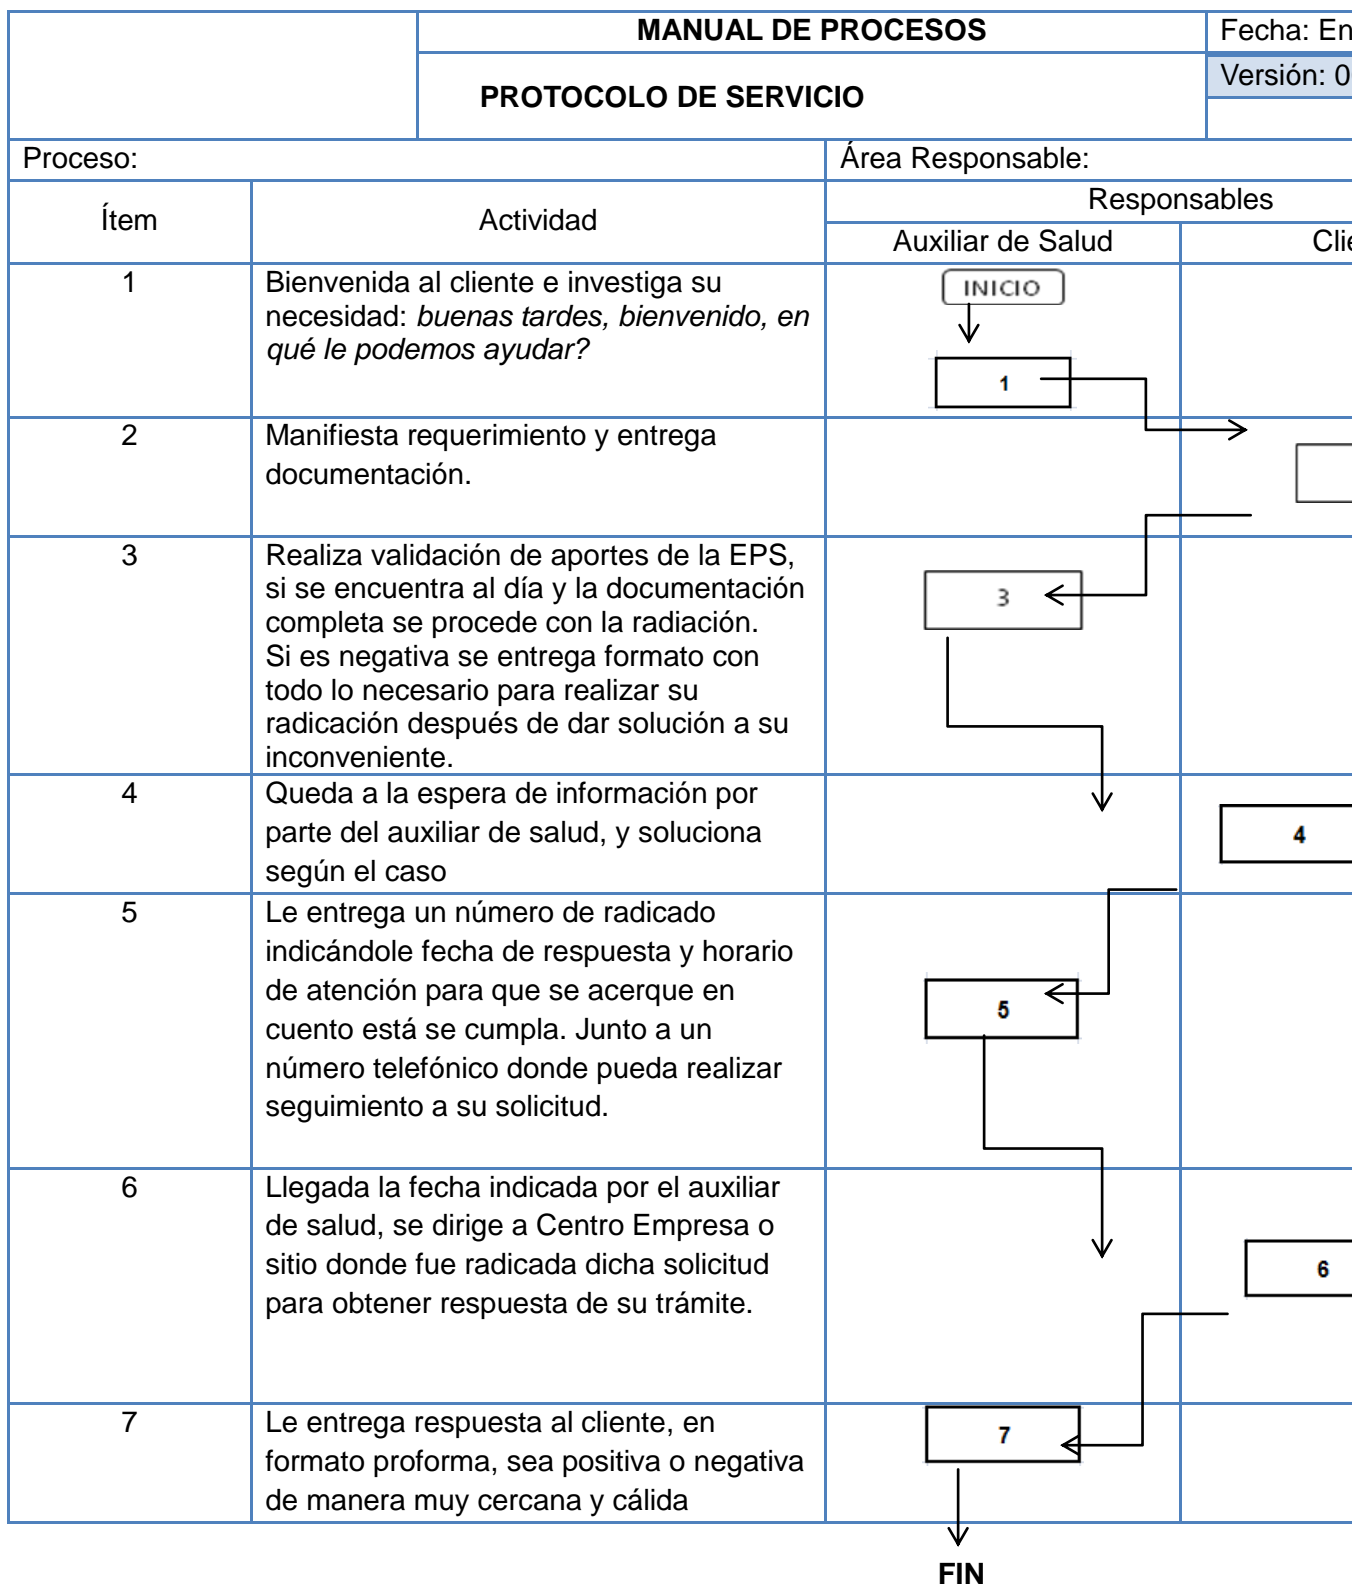 MANUAL DE PROCESOS
Fecha: En
PROTOCOLO DE SERVICIO
Versión: 0
Proceso:
Área Responsable:
Ítem
Actividad
Responsables
Auxiliar de Salud
Clie
1
Bienvenida al cliente e investiga su
necesidad: buenas tardes, bienvenido, en
qué le podemos ayudar?
INICIO
1
2
Manifiesta requerimiento y entrega
documentación.
3
Realiza validación de aportes de la EPS,
si se encuentra al día y la documentación
completa se procede con la radiación.
Si es negativa se entrega formato con
todo lo necesario para realizar su
radicación después de dar solución a su
inconveniente.
3
4
Queda a la espera de información por
parte del auxiliar de salud, y soluciona
según el caso
4
5
Le entrega un número de radicado
indicándole fecha de respuesta y horario
de atención para que se acerque en
cuento está se cumpla. Junto a un
número telefónico donde pueda realizar
seguimiento a su solicitud.
5
6
Llegada la fecha indicada por el auxiliar
de salud, se dirige a Centro Empresa o
sitio donde fue radicada dicha solicitud
para obtener respuesta de su trámite.
6
7
Le entrega respuesta al cliente, en
formato proforma, sea positiva o negativa
de manera muy cercana y cálida
7
FIN